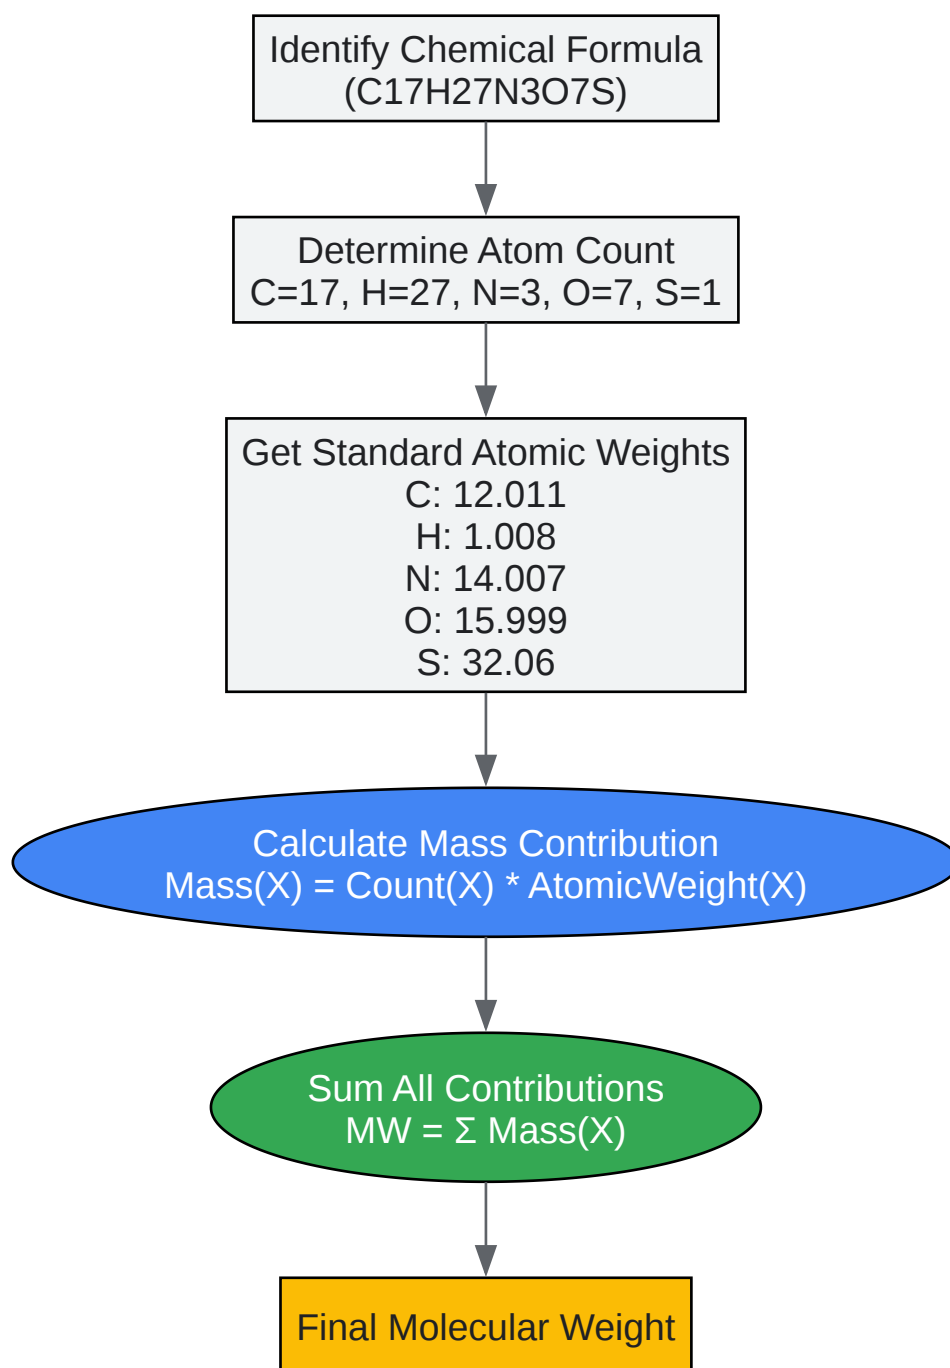 Identify Chemical Formula
(C17H27N3O7S)
Determine Atom Count
C=17, H=27, N=3, O=7, S=1
Get Standard Atomic Weights
C: 12.011
H: 1.008
N: 14.007
O: 15.999
S: 32.06
Calculate Mass Contribution
Mass(X) = Count(X) * AtomicWeight(X)
Sum All Contributions
MW = Σ Mass(X)
Final Molecular Weight